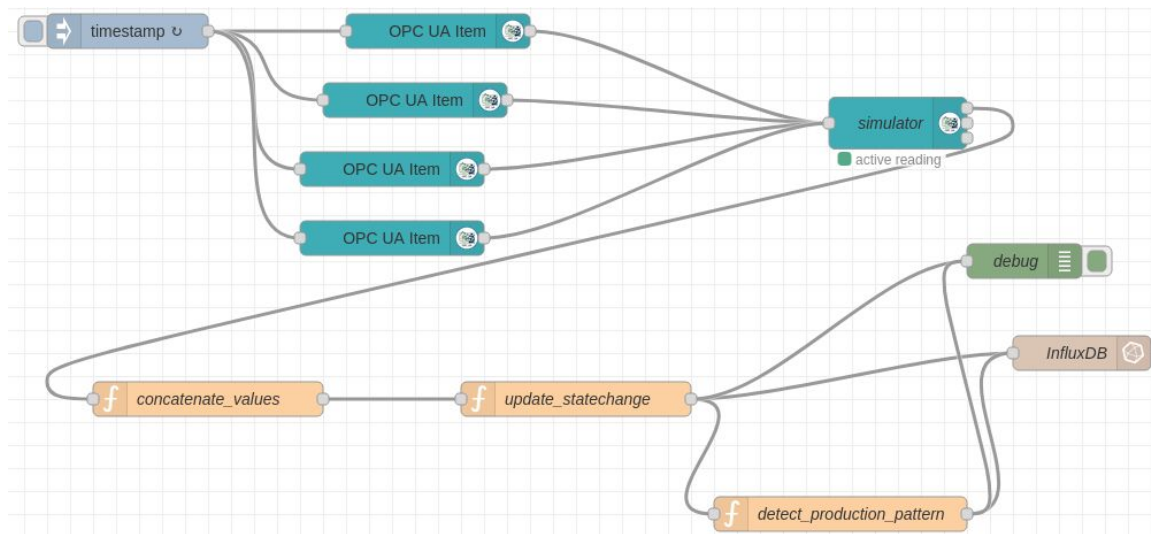 timestamp ↻
OPC UA Item
OPC UA Item
OPC UA Item
OPC UA Item
simulator
active reading
debug
InfluxDB
concatenate_values
update_statechange
detect_production_pattern